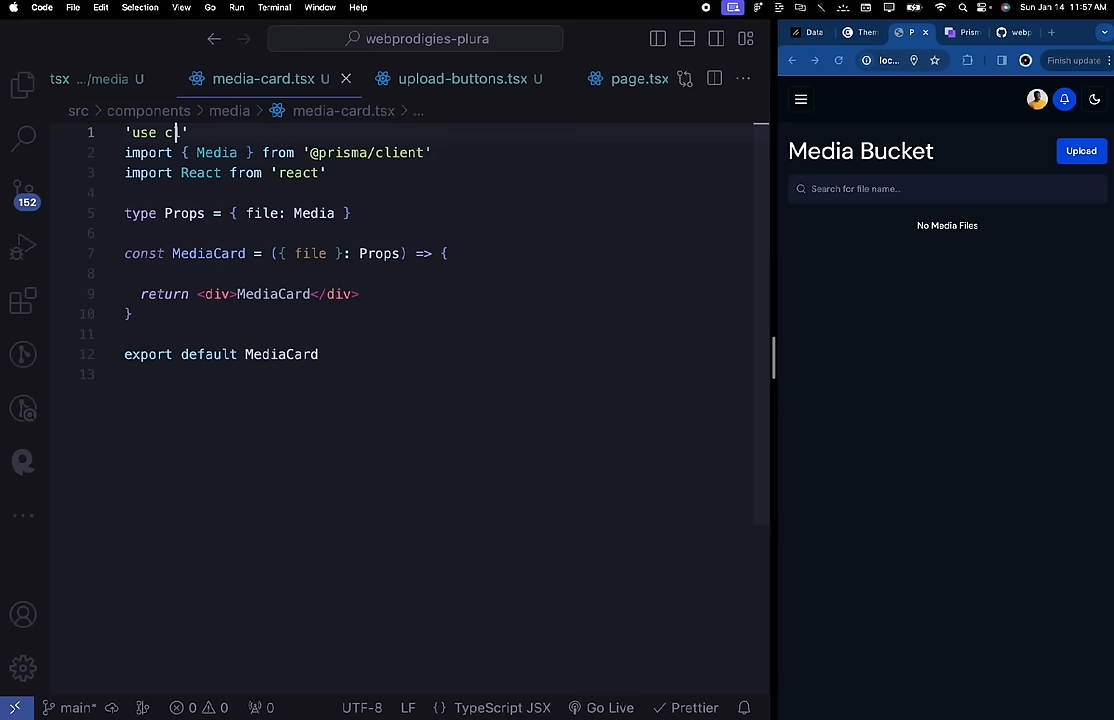 Code File Edit Selection View Go Run Terminal Window Help Sun Jan 14 11:57 AM
webprodigies-plura
Data Them P Prism webp
loc... Finish update
tsx .../media U media-card.tsx U upload-buttons.tsx U page.tsx
src > components > media > media-card.tsx > ...
1 'use cl'
2 import { Media } from '@prisma/client'
3 import React from 'react'
4
5 type Props = { file: Media }
6
7 const MediaCard = ({ file }: Props) => {
8
9 return <div>MediaCard</div>
10 }
11
12 export default MediaCard
13
152
Media Bucket Upload
Search for file name...
No Media Files
main* 0 0 0 UTF-8 LF {} TypeScript JSX Go Live Prettier